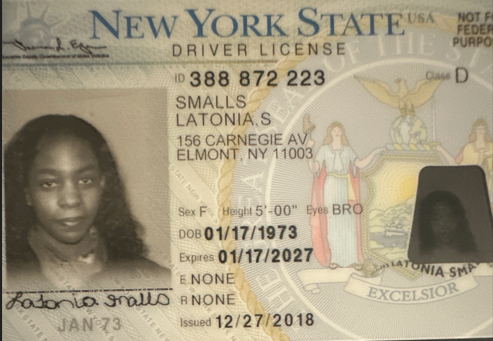 NEW YORK STATE USA
DRIVER LICENSE
NOT F
FEDER
PURPO
ID 388 872 223
Class D
SMALLS
LATONIA,S
156 CARNEGIE AV
ELMONT, NY 11003
Sex F Height 5'-00" Eyes BRO
DOB 01/17/1973
Expires 01/17/2027
E NONE
R NONE
Issued 12/27/2018
Latonia Smalls
JAN 73
LATONIA SMA
EXCELSIOR